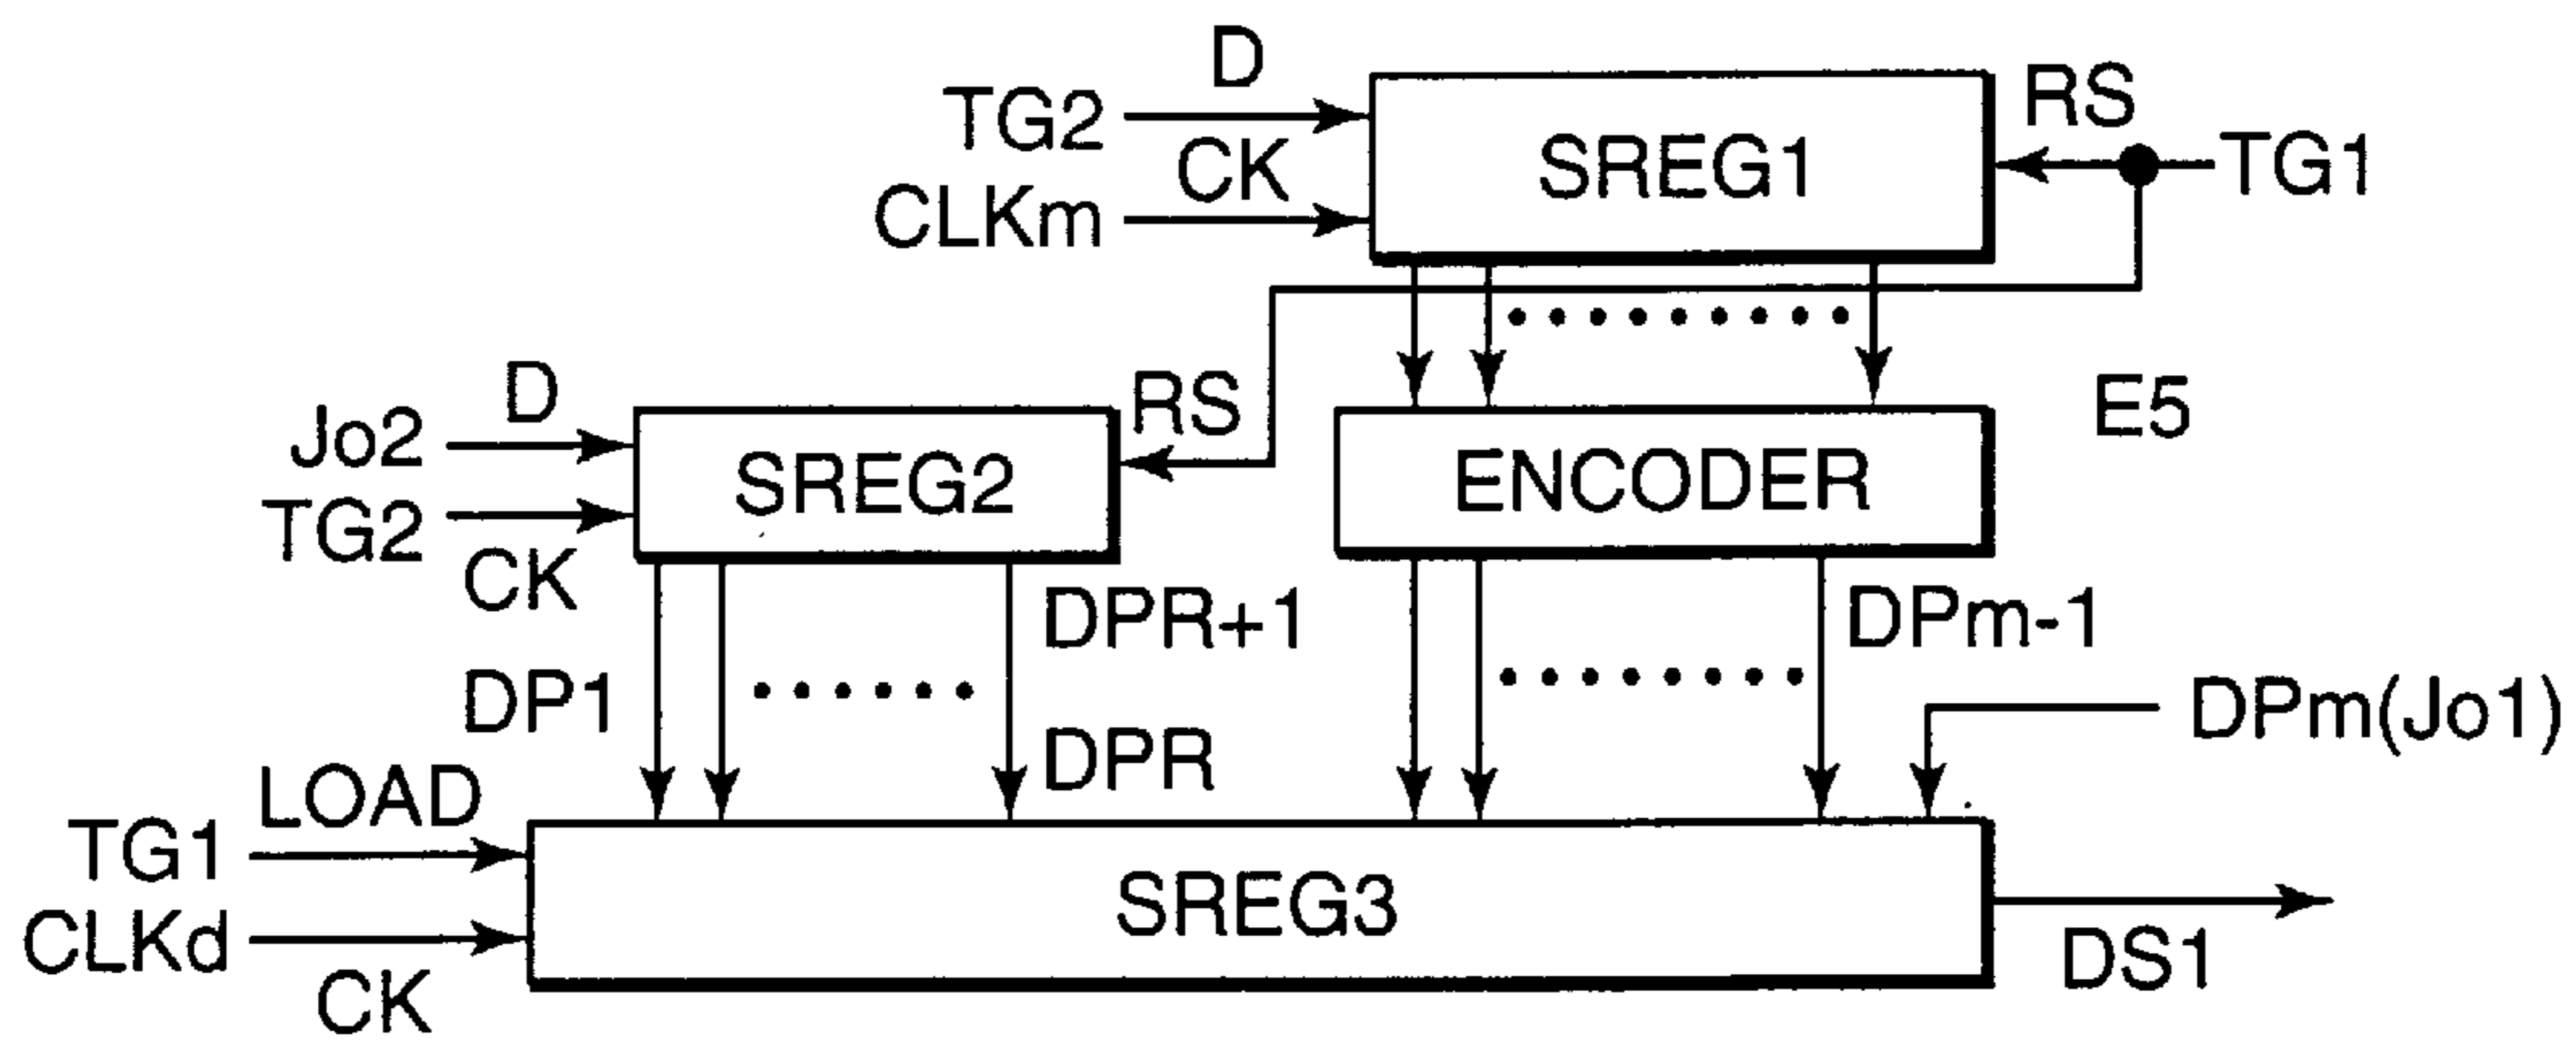 D
TG2
CK
CLKm
SREG1
RS
TG1
Jo2
D
TG2
CK
SREG2
RS
ENCODER
E5
DP1
DPR+1
DPR
DPm-1
DPm(Jo1)
TG1
LOAD
CLKd
CK
SREG3
DS1